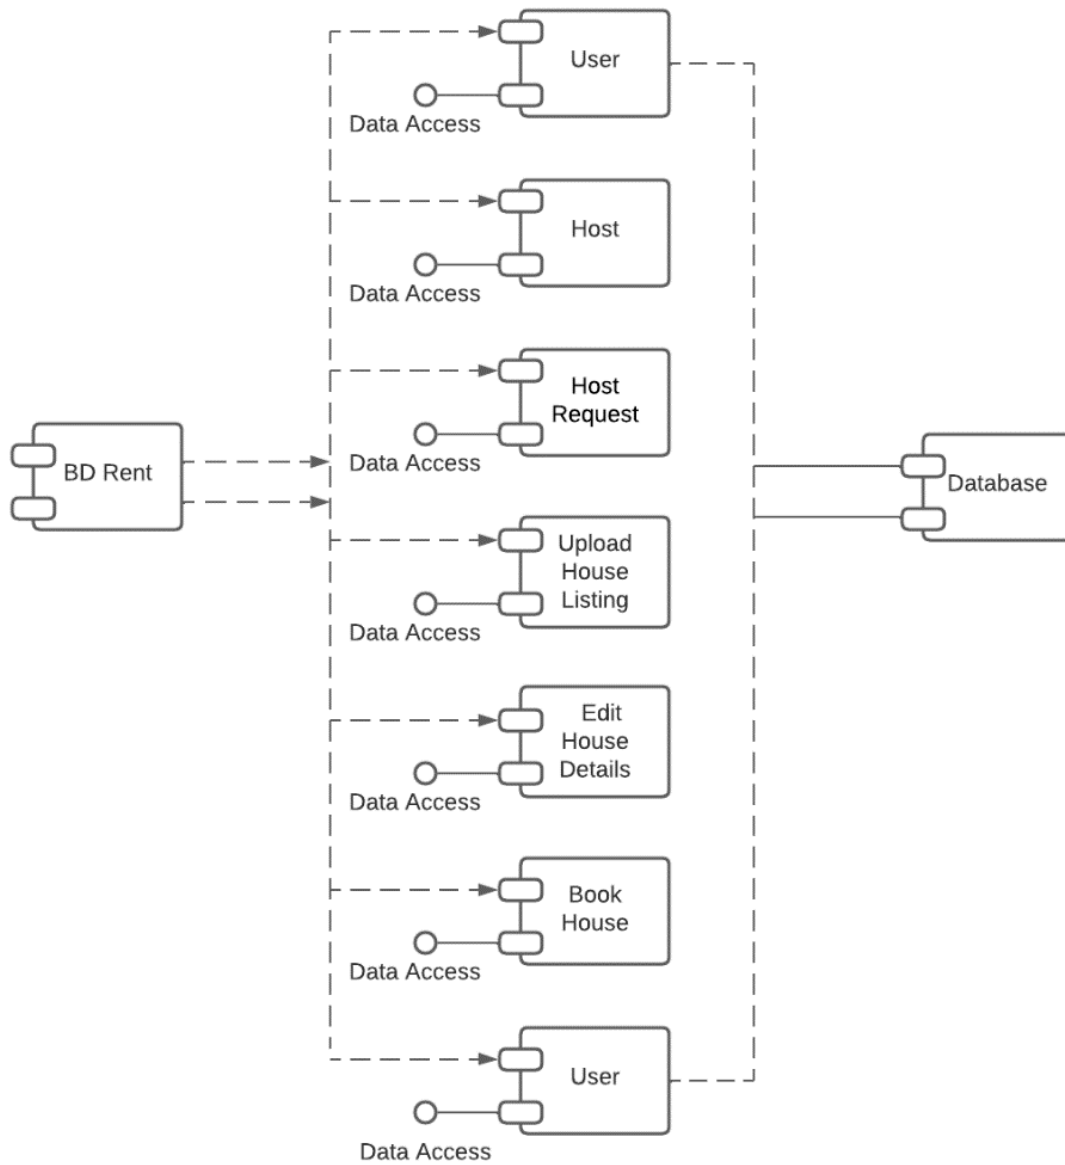 User
Data Access
Host
Data Access
Host
Request
Data Access
BD Rent
Database
Upload
House
Listing
Data Access
Edit
House
Details
Data Access
Book
House
Data Access
User
Data Access